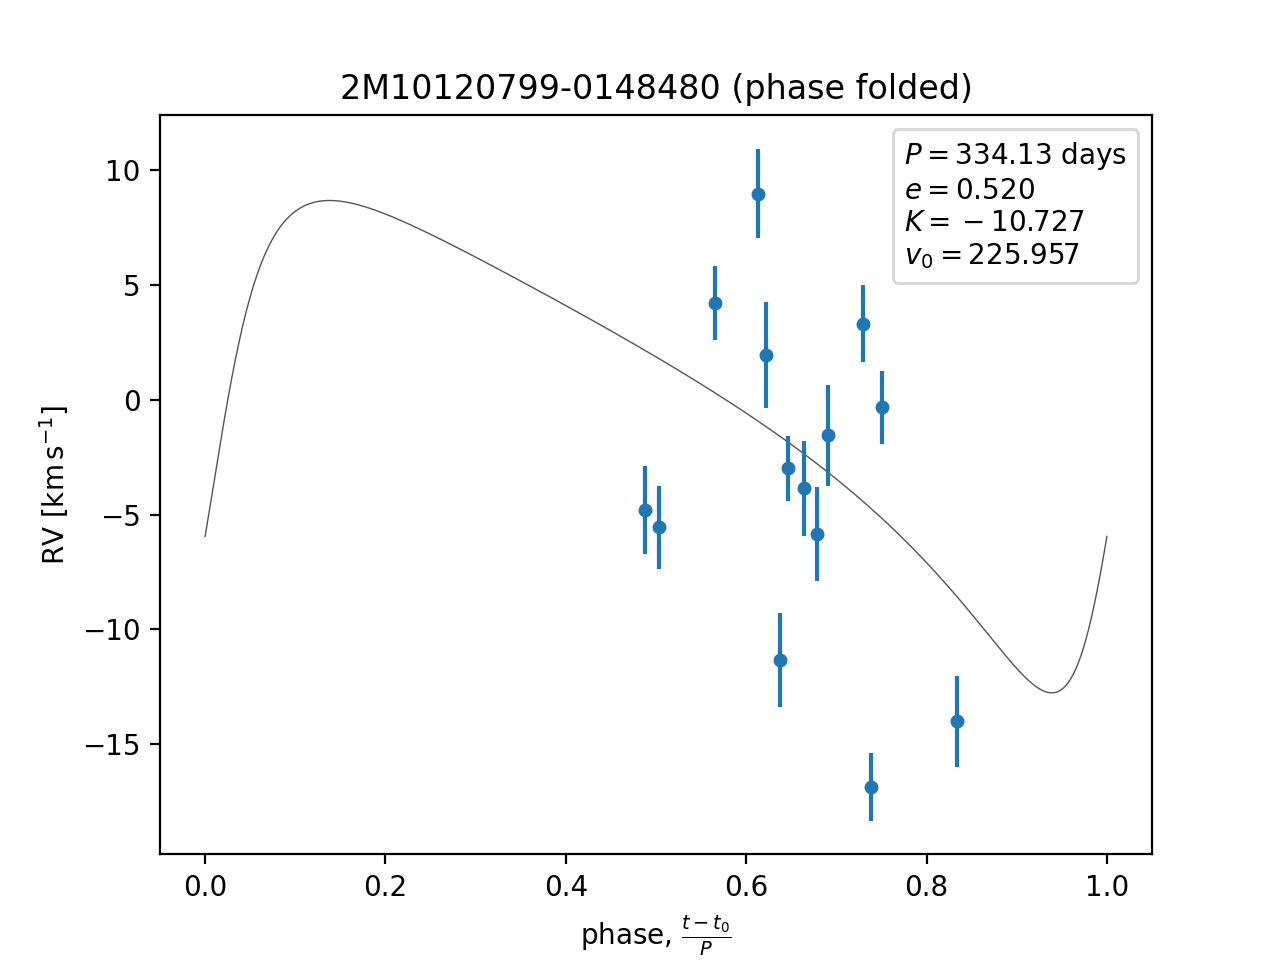 2M10120799-0148480 (phase folded)
P = 334.13 days
e = 0.520
K = −10.727
v₀ = 225.957
RV [km s⁻¹]
10
5
0
−5
−10
−15
0.0 0.2 0.4 0.6 0.8 1.0
phase, (t − t₀)/P